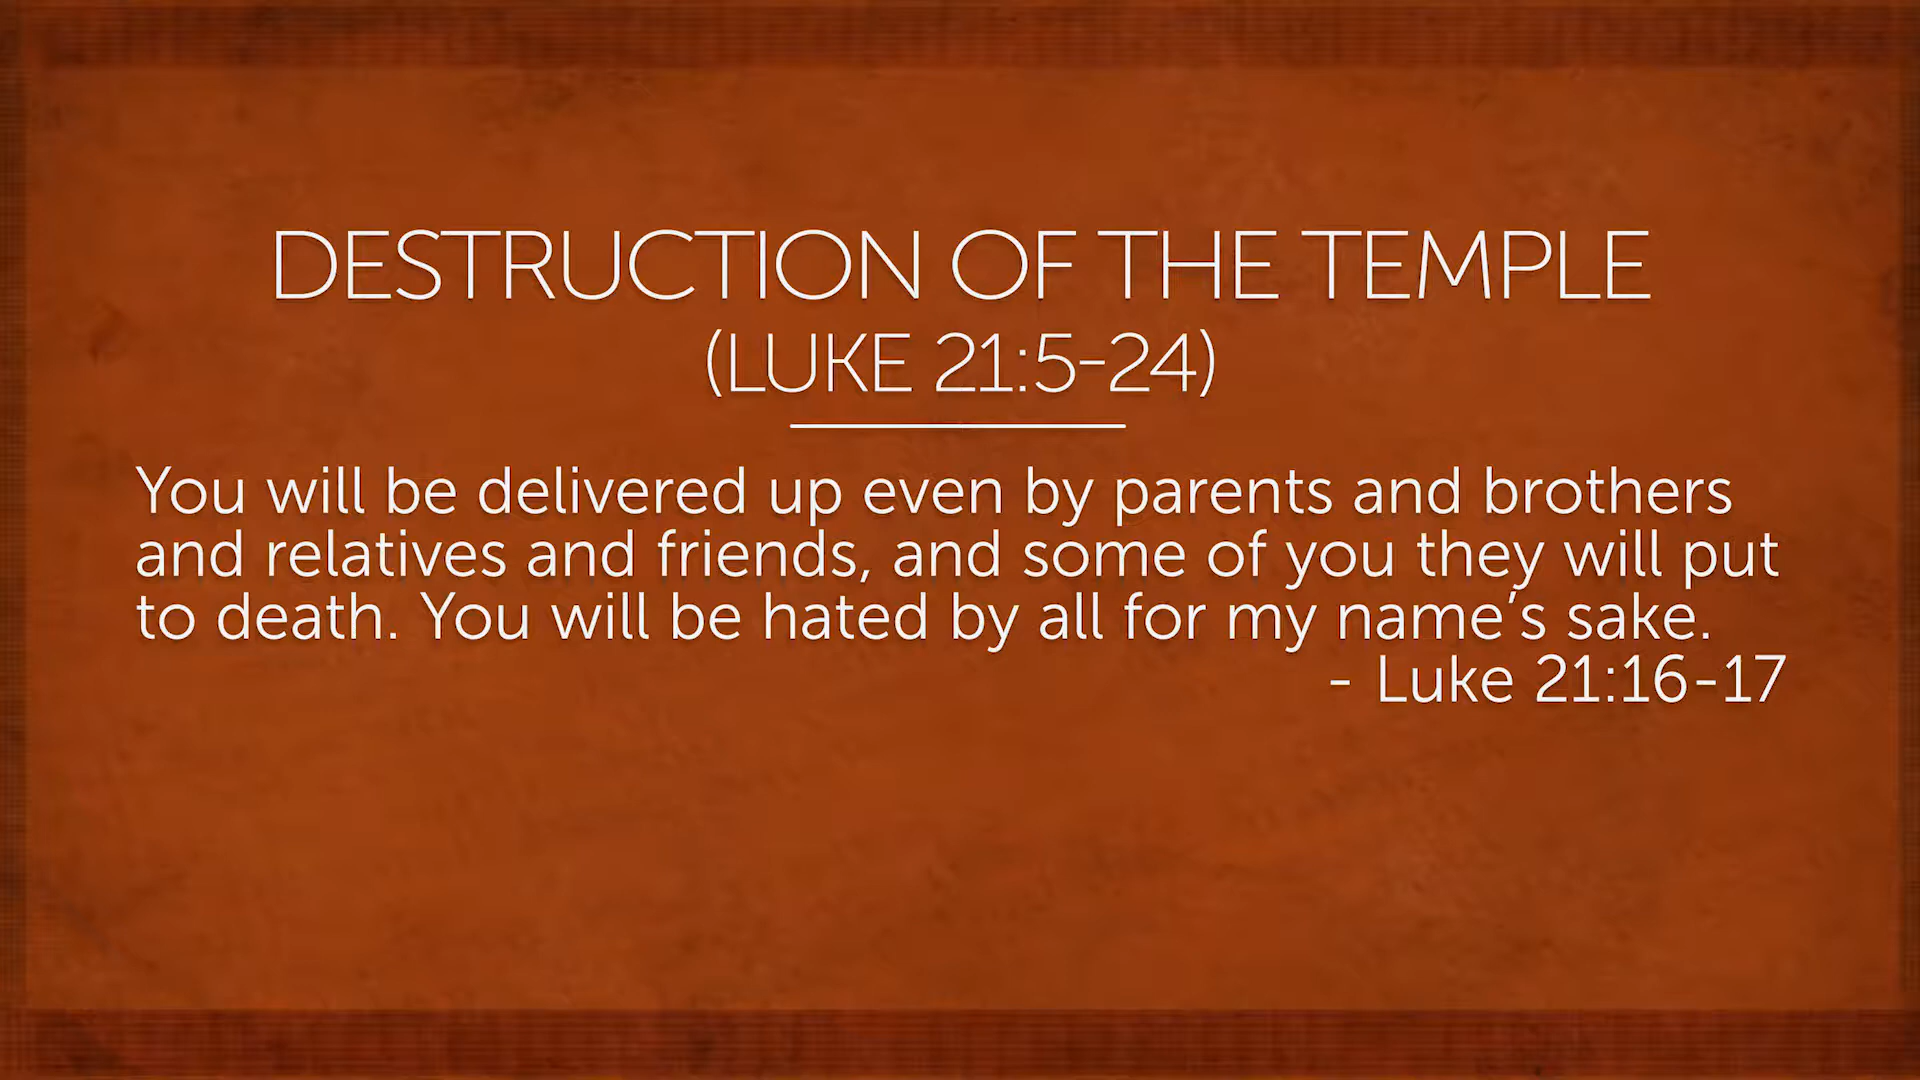 DESTRUCTION OF THE TEMPLE
(LUKE 21:5-24)
You will be delivered up even by parents and brothers
and relatives and friends, and some of you they will put
to death. You will be hated by all for my name’s sake.
- Luke 21:16-17